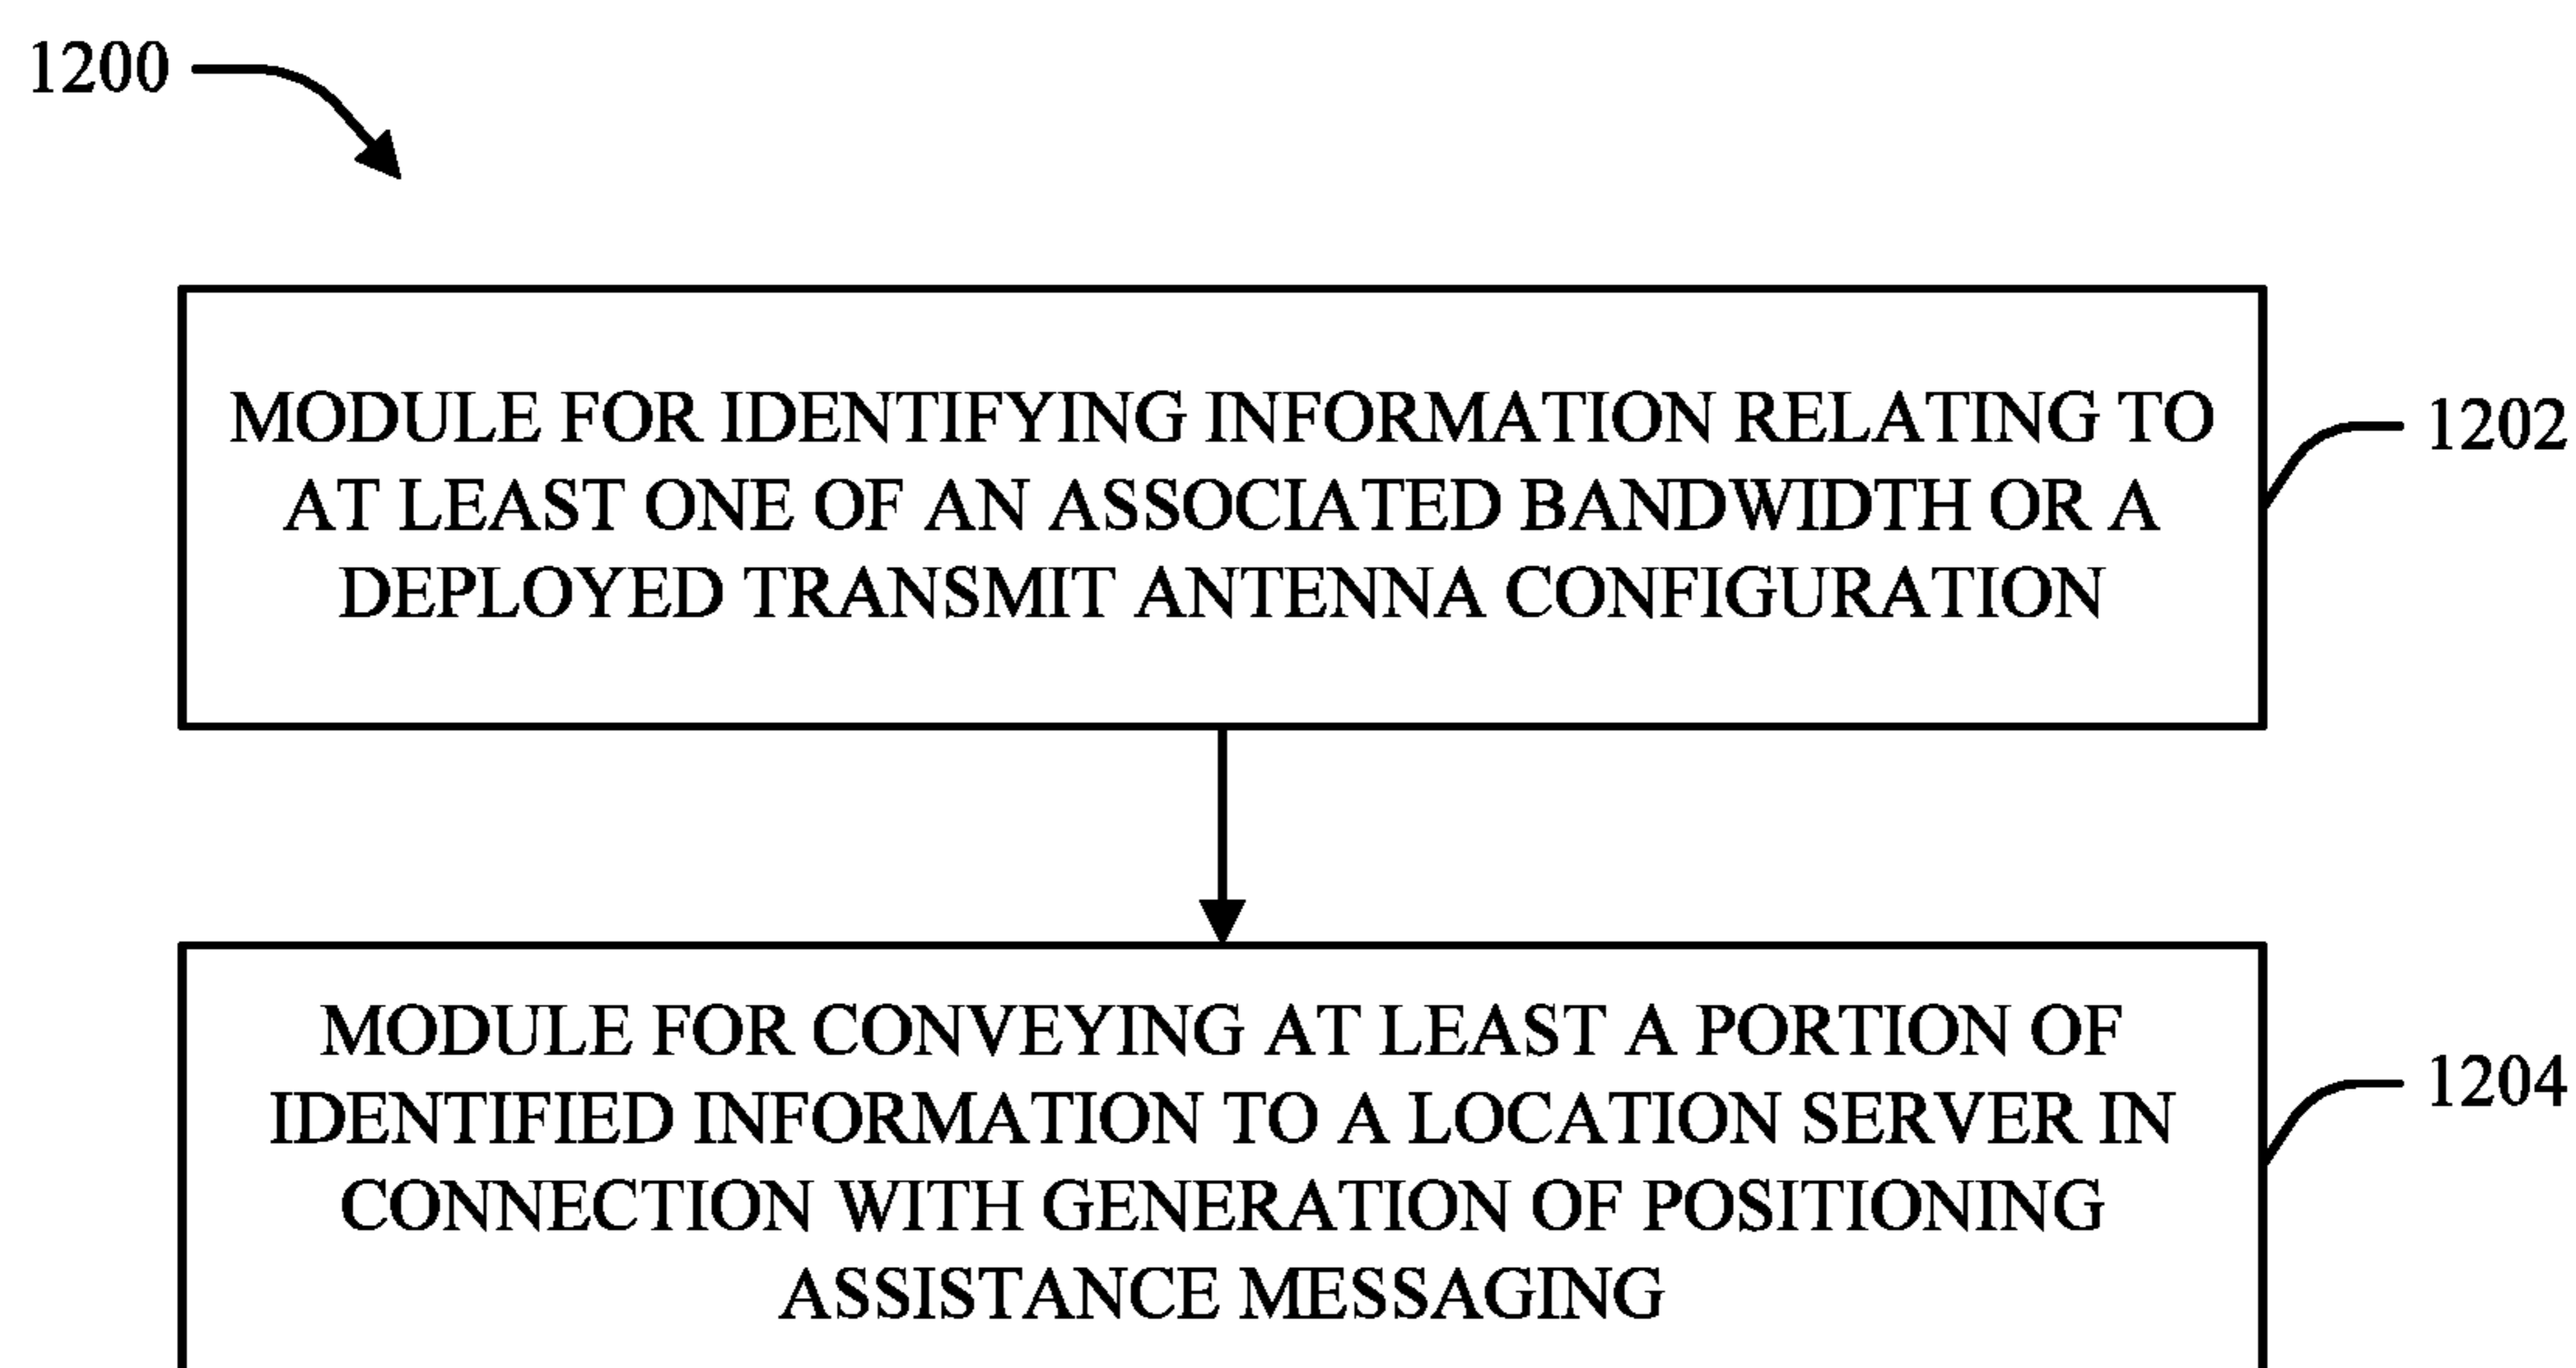 1200
MODULE FOR IDENTIFYING INFORMATION RELATING TO
AT LEAST ONE OF AN ASSOCIATED BANDWIDTH OR A
DEPLOYED TRANSMIT ANTENNA CONFIGURATION
1202
MODULE FOR CONVEYING AT LEAST A PORTION OF
IDENTIFIED INFORMATION TO A LOCATION SERVER IN
CONNECTION WITH GENERATION OF POSITIONING
ASSISTANCE MESSAGING
1204